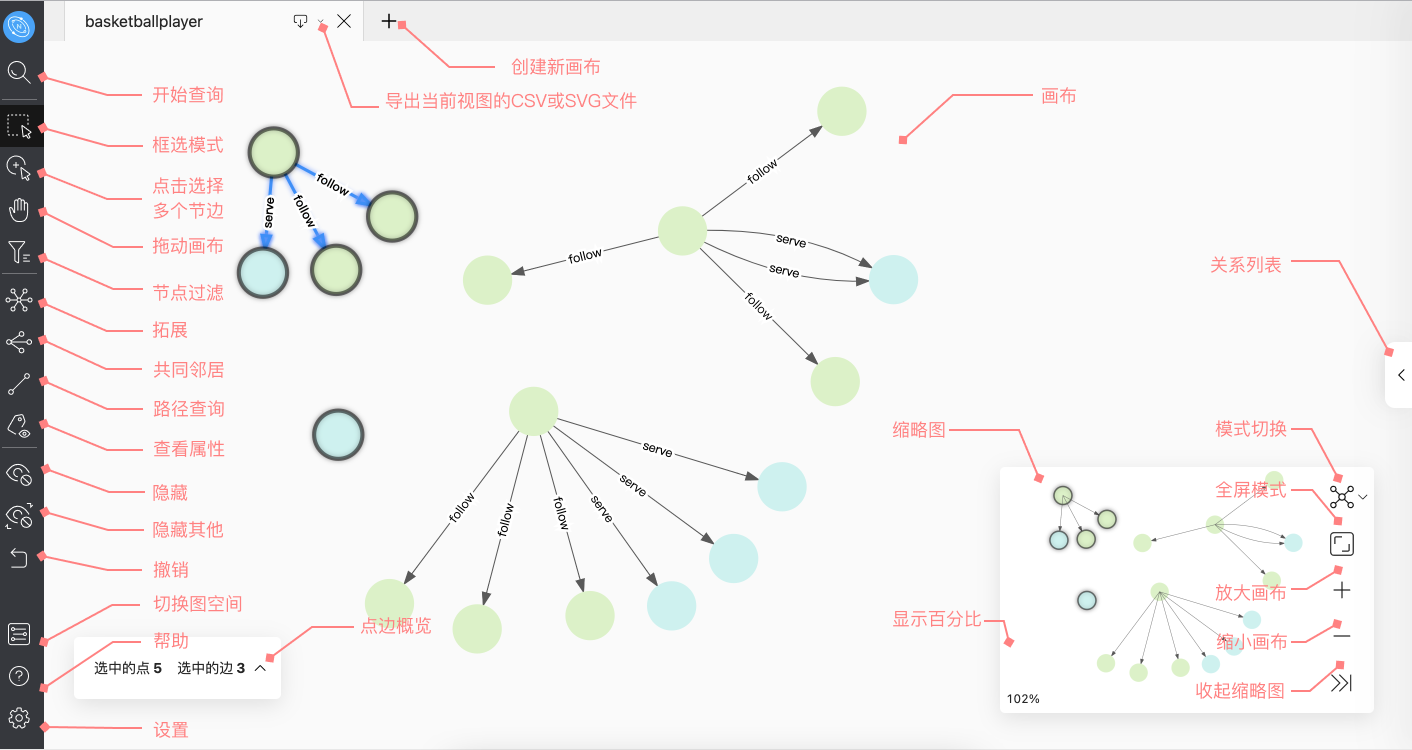 basketballplayer
创建新画布
导出当前视图的CSV或SVG文件
画布
开始查询
框选模式
点击选择
多个节边
拖动画布
节点过滤
拓展
共同邻居
路径查询
查看属性
隐藏
隐藏其他
撤销
切换图空间
帮助
设置
follow
follow
serve
follow
follow
serve
serve
follow
serve
serve
follow
follow
follow
serve
点边概览
选中的点 5 选中的边 3
关系列表
缩略图
模式切换
全屏模式
放大画布
显示百分比
缩小画布
收起缩略图
102%